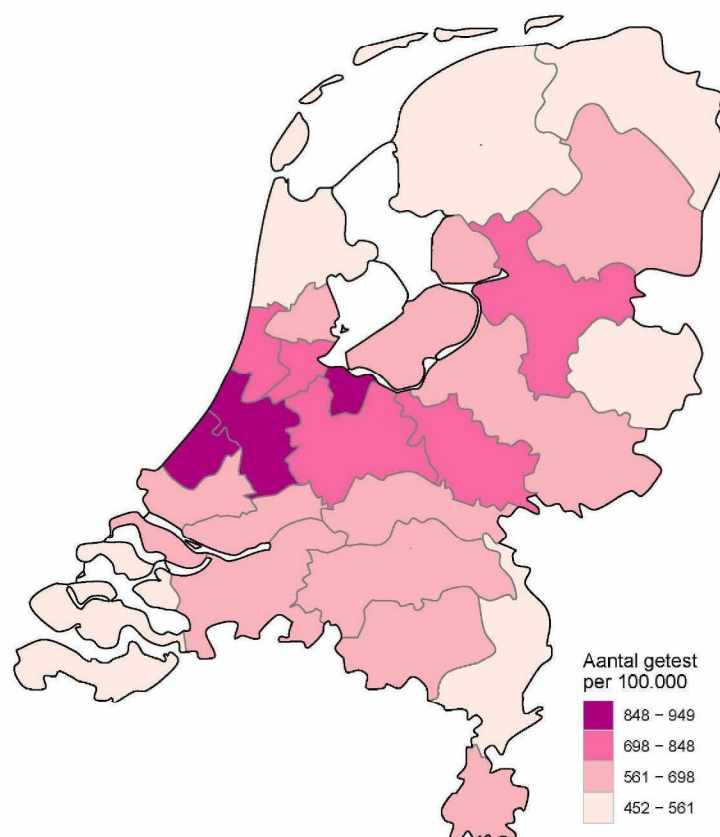 Aantal getest
per 100.000
848 − 949
698 − 848
561 − 698
452 − 561